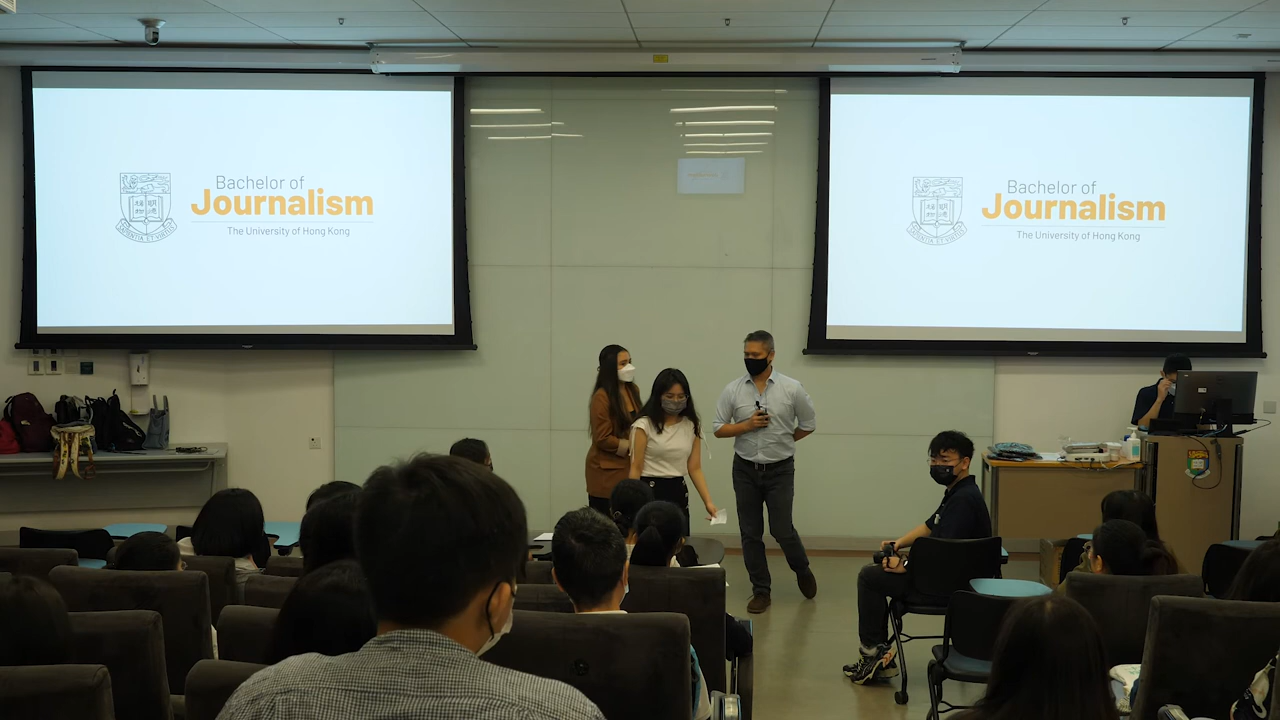 Bachelor of
Journalism
The University of Hong Kong
Bachelor of
Journalism
The University of Hong Kong